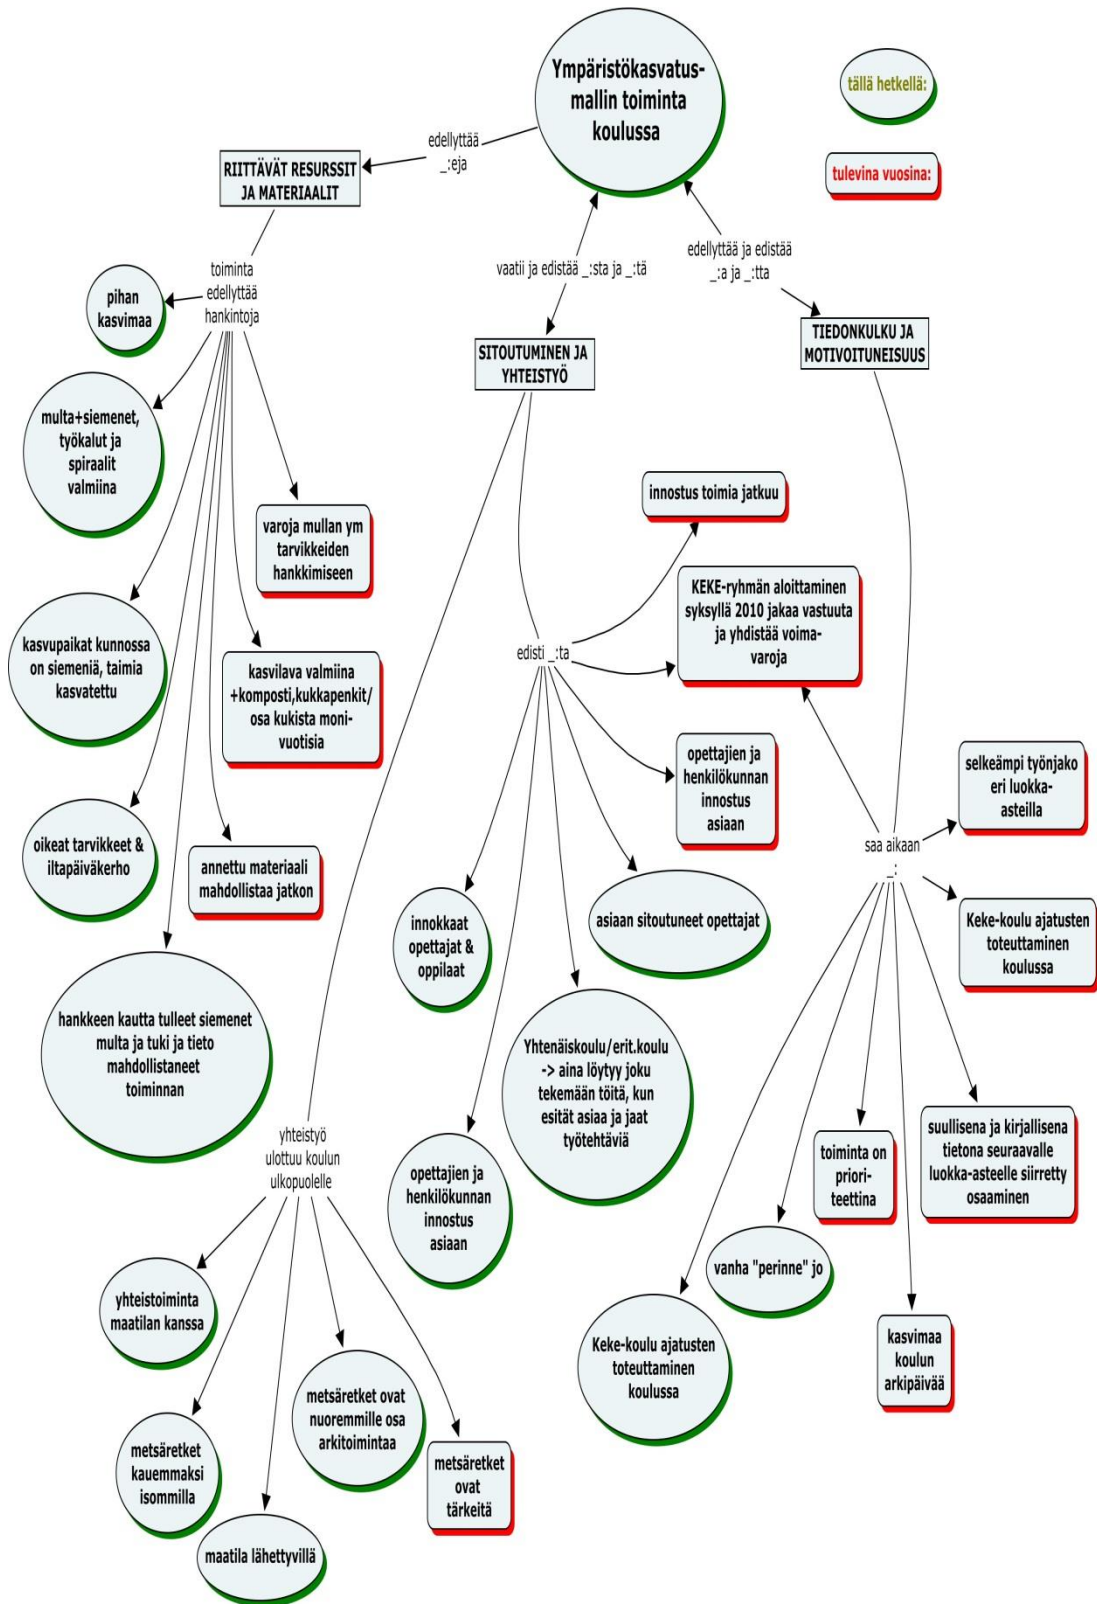 Ympäristökasvatus-
mallin toiminta
koulussa
tällä hetkellä:
tulevina vuosina:
edellyttää
_:eja
RIITTÄVÄT RESURSSIT
JA MATERIAALIT
vaatii ja edistää _:sta ja _:tä
edellyttää ja edistää
_:a ja _:tta
SITOUTUMINEN JA
YHTEISTYÖ
TIEDONKULKU JA
MOTIVOITUNEISUUS
toiminta
edellyttää
hankintoja
pihan
kasvimaa
multa+siemenet,
työkalut ja
spiraalit
valmiina
varoja mullan ym
tarvikkeiden
hankkimiseen
kasvupaikat kunnossa
on siemeniä, taimia
kasvatettu
kasvilava valmiina
+komposti,kukkapenkit/
osa kukista moni-
vuotisia
oikeat tarvikkeet &
iltapäiväkerho
annettu materiaali
mahdollistaa jatkon
hankkeen kautta tulleet siemenet
multa ja tuki ja tieto
mahdollistaneet
toiminnan
edisti _:ta
innostus toimia jatkuu
KEKE-ryhmän aloittaminen
syksyllä 2010 jakaa vastuuta
ja yhdistää voima-
varoja
opettajien ja
henkilökunnan
innostus
asiaan
asiaan sitoutuneet opettajat
innokkaat
opettajat &
oppilaat
Yhtenäiskoulu/erit.koulu
-> aina löytyy joku
tekemään töitä, kun
esität asiaa ja jaat
työtehtäviä
opettajien ja
henkilökunnan
innostus
asiaan
yhteistyö
ulottuu koulun
ulkopuolelle
yhteistoiminta
maatilan kanssa
metsäretket
kauemmaksi
isommilla
maatila lähettyvillä
metsäretket ovat
nuoremmille osa
arkitoimintaa
metsäretket
ovat
tärkeitä
saa aikaan
_:
selkeämpi työnjako
eri luokka-
asteilla
Keke-koulu ajatusten
toteuttaminen
koulussa
suullisena ja kirjallisena
tietona seuraavalle
luokka-asteelle siirretty
osaaminen
toiminta on
priori-
teettina
vanha "perinne" jo
Keke-koulu ajatusten
toteuttaminen
koulussa
kasvimaa
koulun
arkipäivää